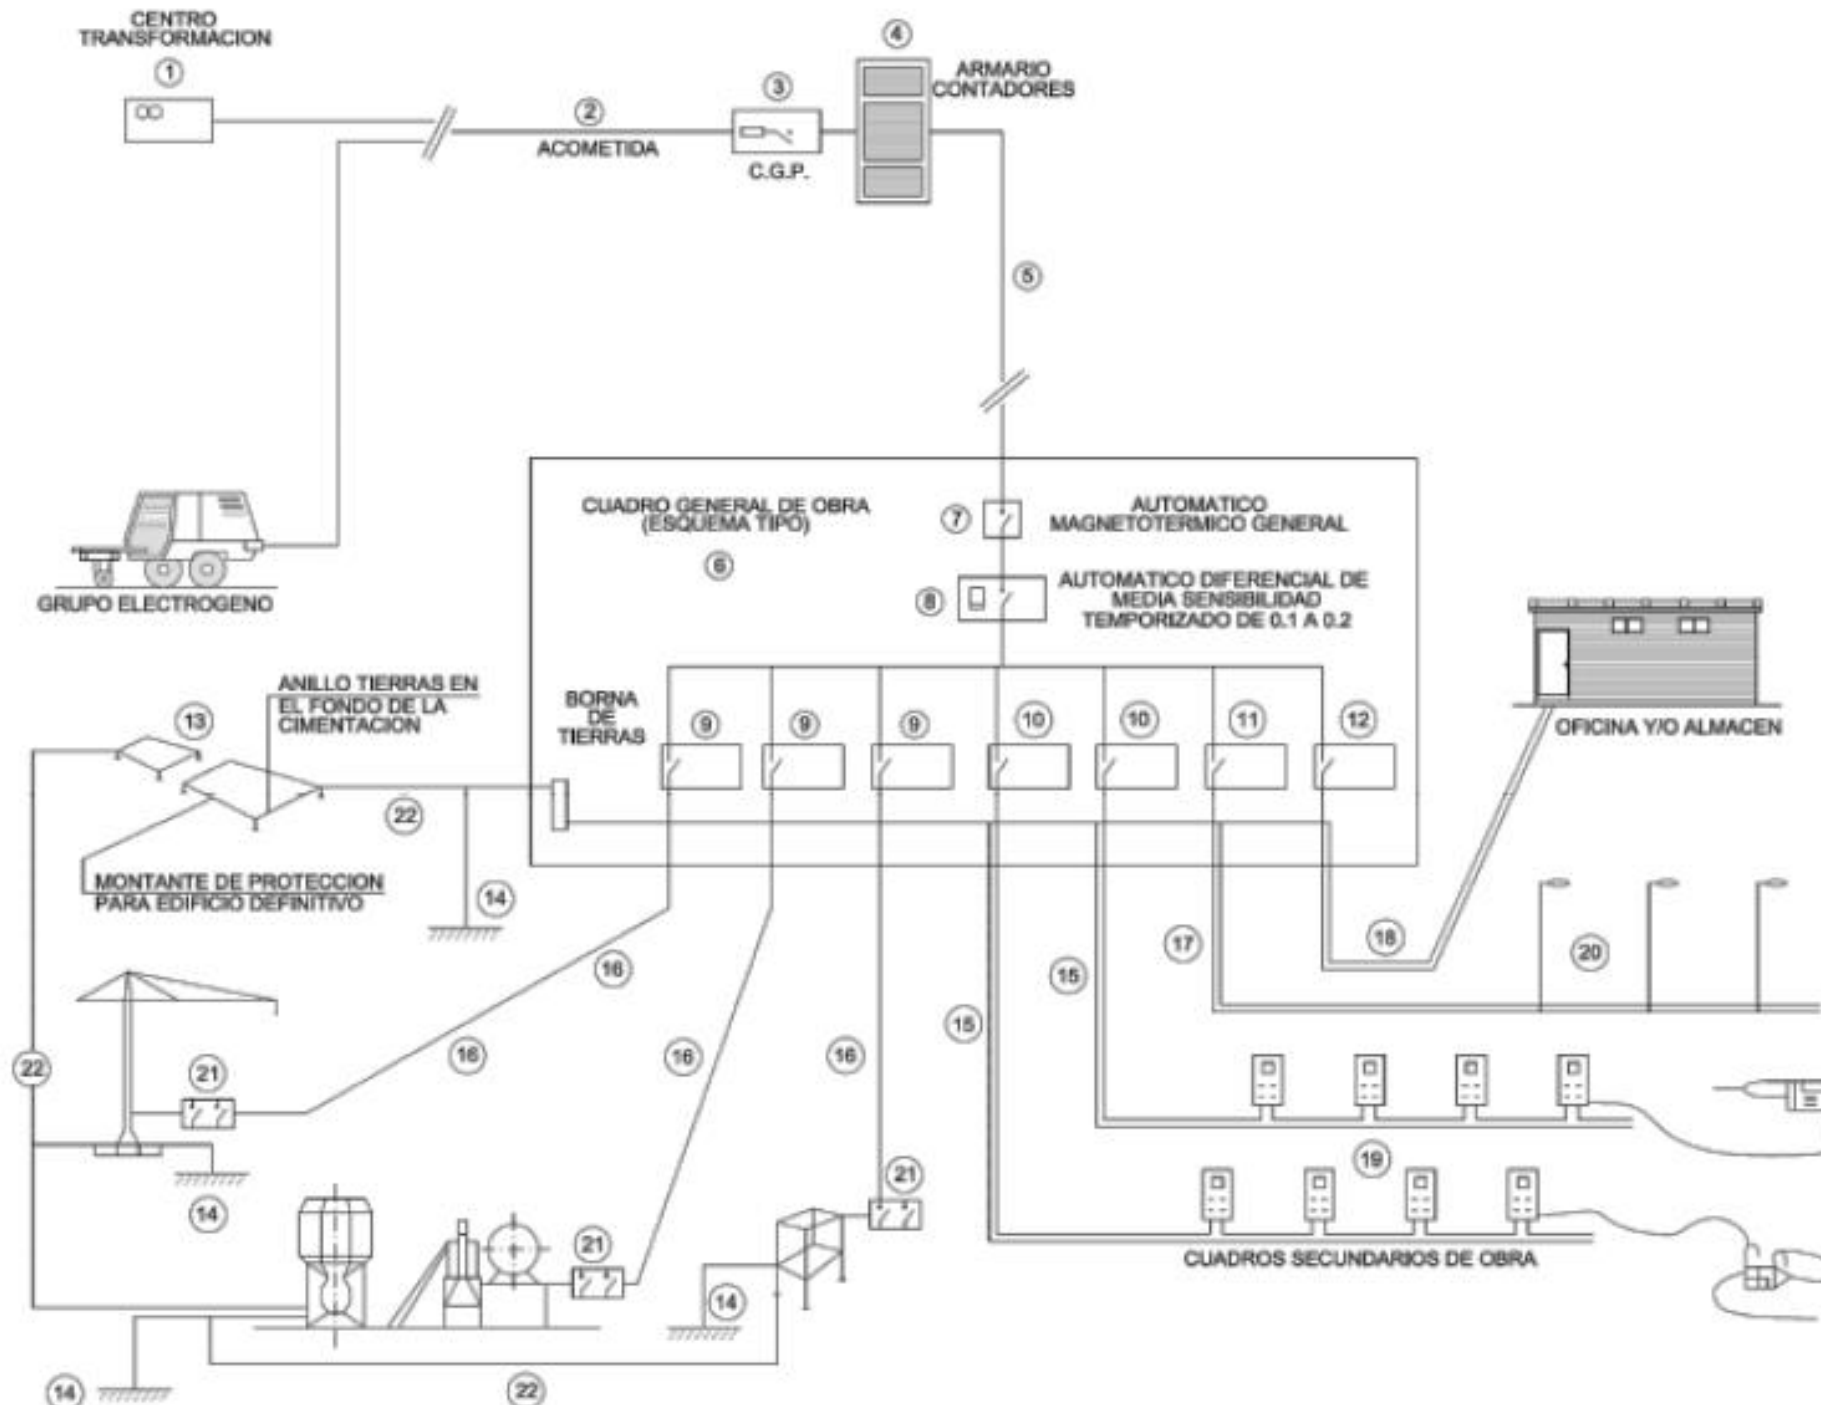 CENTRO
TRANSFORMACION
1
2
ACOMETIDA
3
C.G.P.
4
ARMARIO
CONTADORES
5
GRUPO ELECTROGENO
CUADRO GENERAL DE OBRA
(ESQUEMA TIPO)
6
7
AUTOMATICO
MAGNETOTERMICO GENERAL
8
AUTOMATICO DIFERENCIAL DE
MEDIA SENSIBILIDAD
TEMPORIZADO DE 0.1 A 0.2
OFICINA Y/O ALMACEN
13
ANILLO TIERRAS EN
EL FONDO DE LA
CIMENTACION
BORNA
DE
TIERRAS
9
9
9
10
10
11
12
22
MONTANTE DE PROTECCION
PARA EDIFICIO DEFINITIVO
14
16
16
16
16
15
15
17
18
20
22
21
14
21
21
14
14
22
19
CUADROS SECUNDARIOS DE OBRA